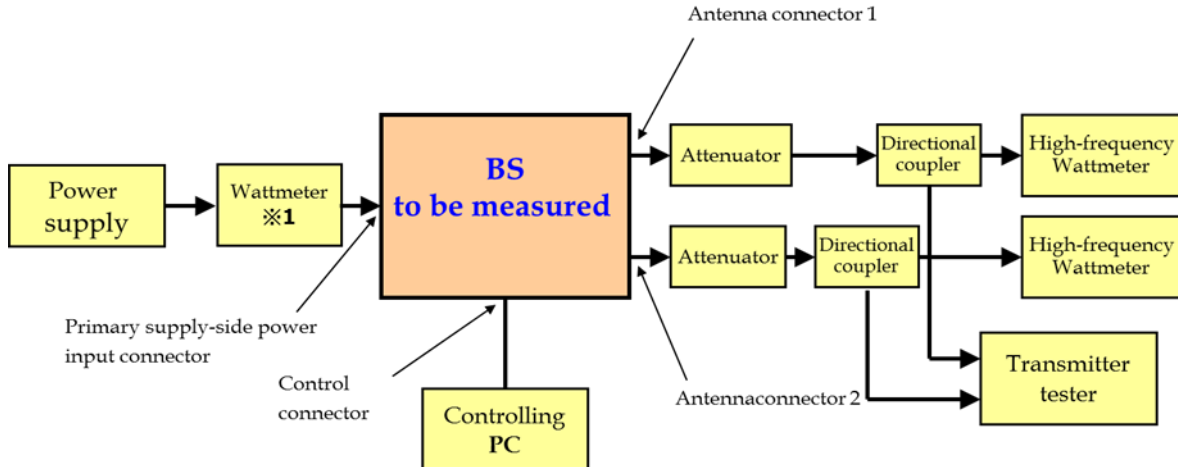 Antenna connector 1
Power
supply
Wattmeter
※1
BS
to be measured
Attenuator
Directional
coupler
High-frequency
Wattmeter
Attenuator
Directional
coupler
High-frequency
Wattmeter
Primary supply-side power
input connector
Control
connector
Controlling
PC
Antennaconnector 2
Transmitter
tester